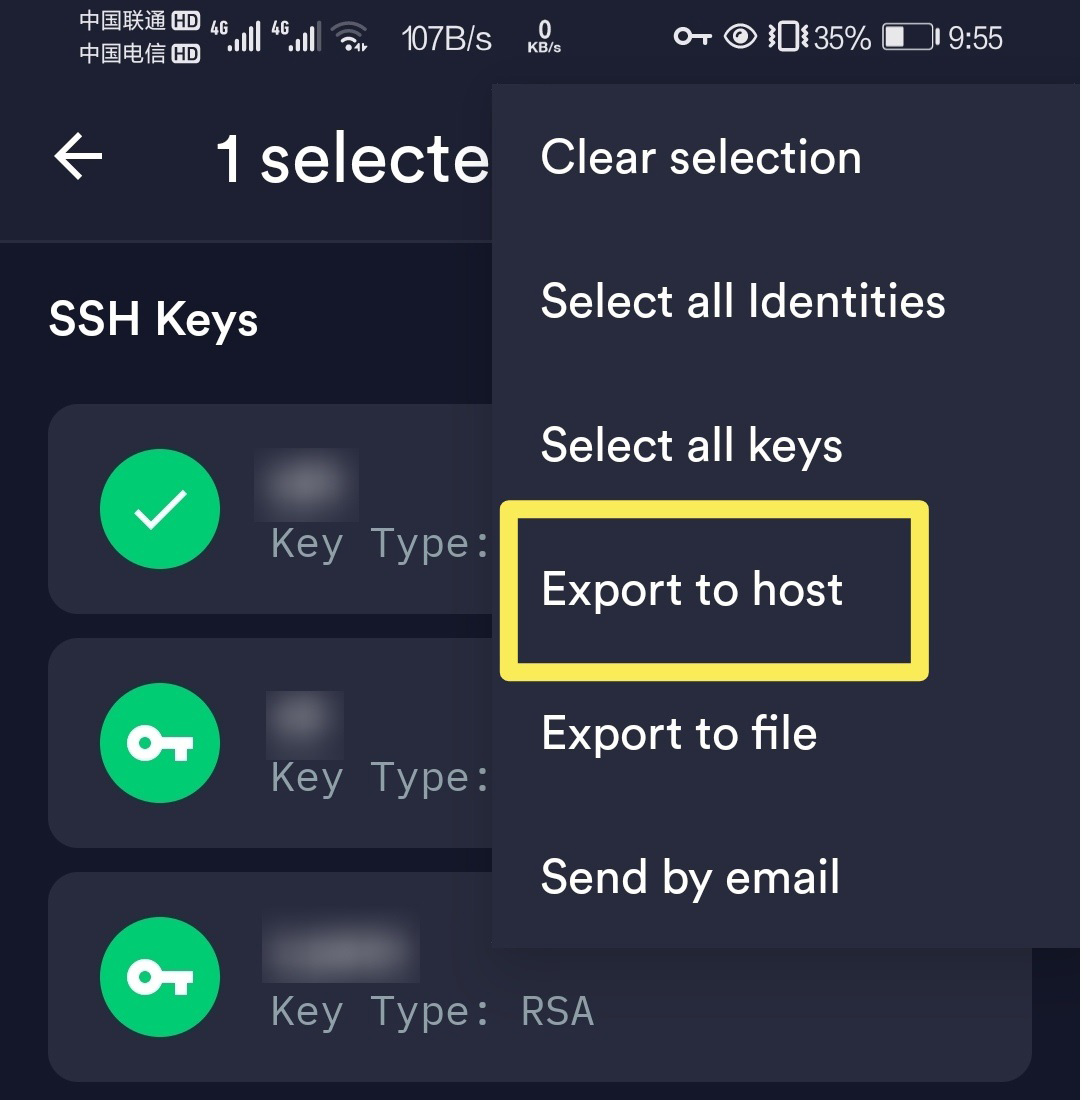 中国联通 HD 4G 4G 107B/s 0 KB/s 35% 9:55
中国电信 HD
1 selecte
Clear selection
Select all Identities
SSH Keys
Select all keys
Key Type:
Export to host
Export to file
Key Type:
Send by email
Key Type: RSA